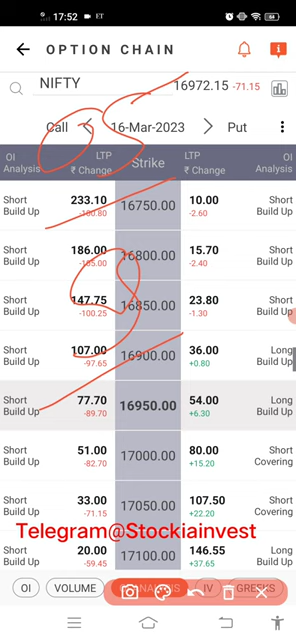 17:52 ET
OPTION CHAIN
NIFTY 16972.15 -71.15
Call 16-Mar-2023 Put
OI Analysis LTP ₹ Change Strike LTP ₹ Change OI Analysis
Short Build Up 233.10 -100.80 16750.00 10.00 -2.60 Short Build Up
Short Build Up 186.00 -105.00 16800.00 15.70 -2.40 Short Build Up
Short Build Up 147.75 -100.25 16850.00 23.80 -1.30 Short Build Up
Short Build Up 107.00 -97.65 16900.00 36.00 +0.80 Long Build Up
Short Build Up 77.70 -89.70 16950.00 54.00 +6.30 Long Build Up
Short Build Up 51.00 -82.70 17000.00 80.00 +15.20 Short Covering
Short Build Up 33.00 -71.15 17050.00 107.50 +22.20 Short Covering
Telegram@Stockiainvest
Short Build Up 20.00 -59.45 17100.00 146.55 +37.65 Long Build Up
OI VOLUME IV GREEKS